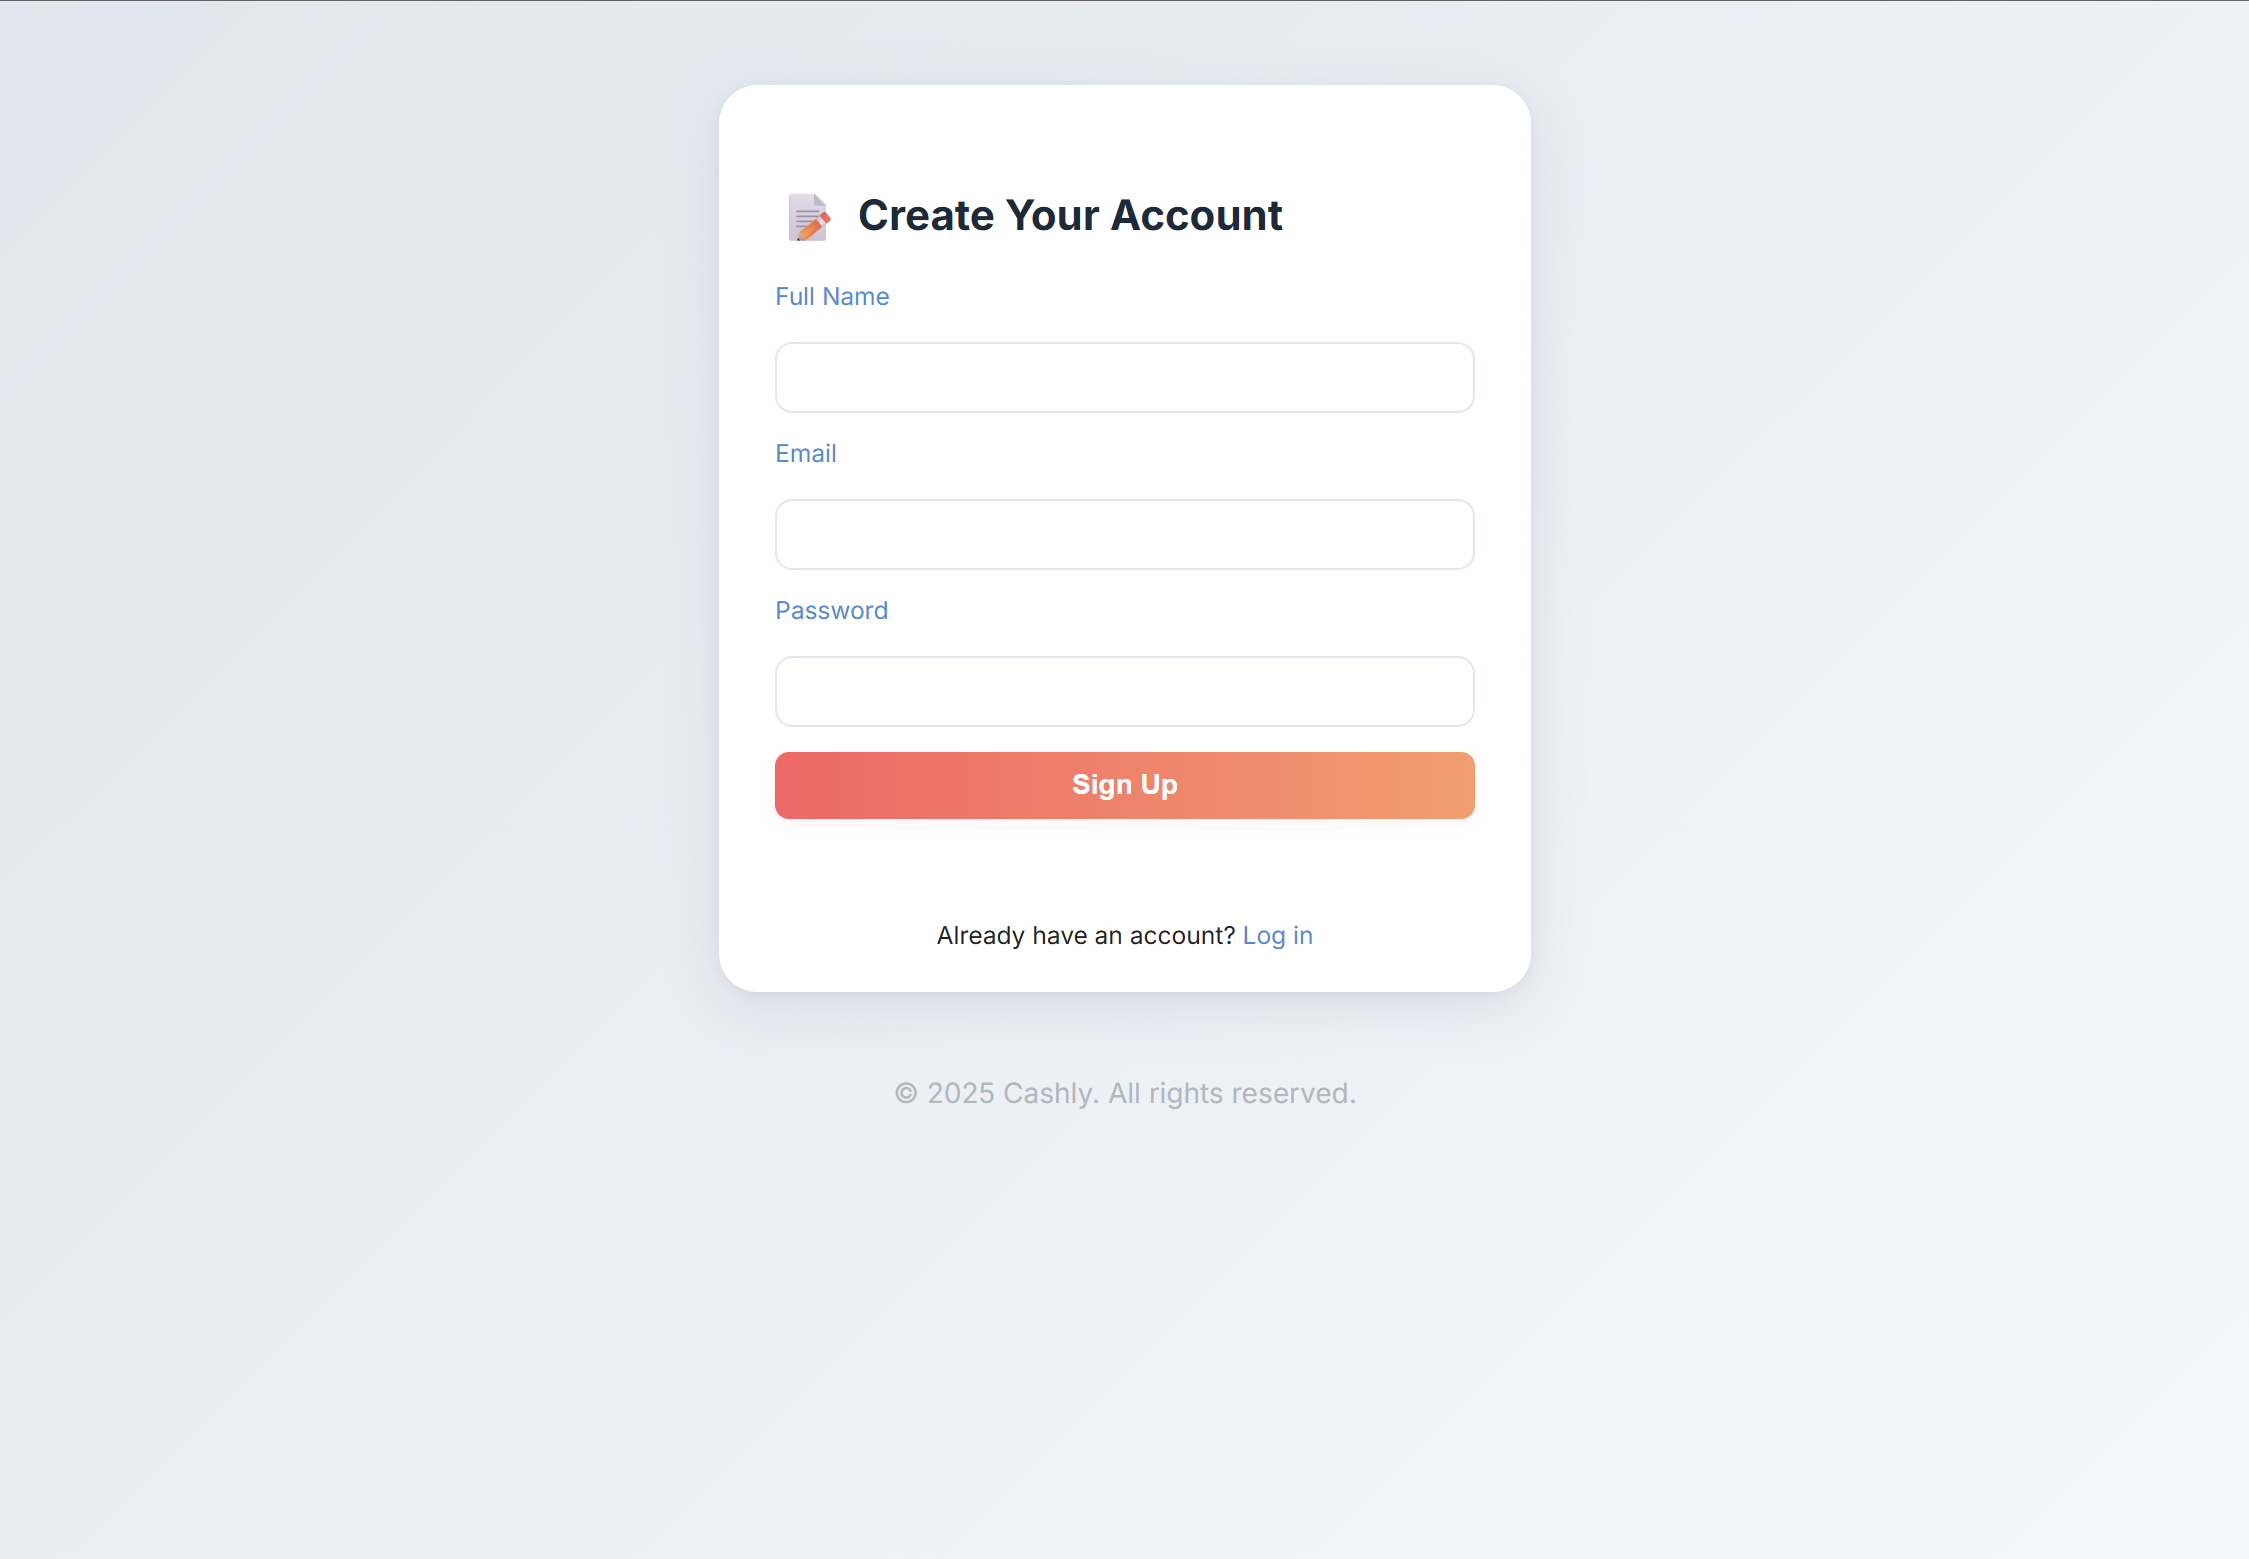 Create Your Account
Full Name
Email
Password
Sign Up
Already have an account? Log in
© 2025 Cashly. All rights reserved.